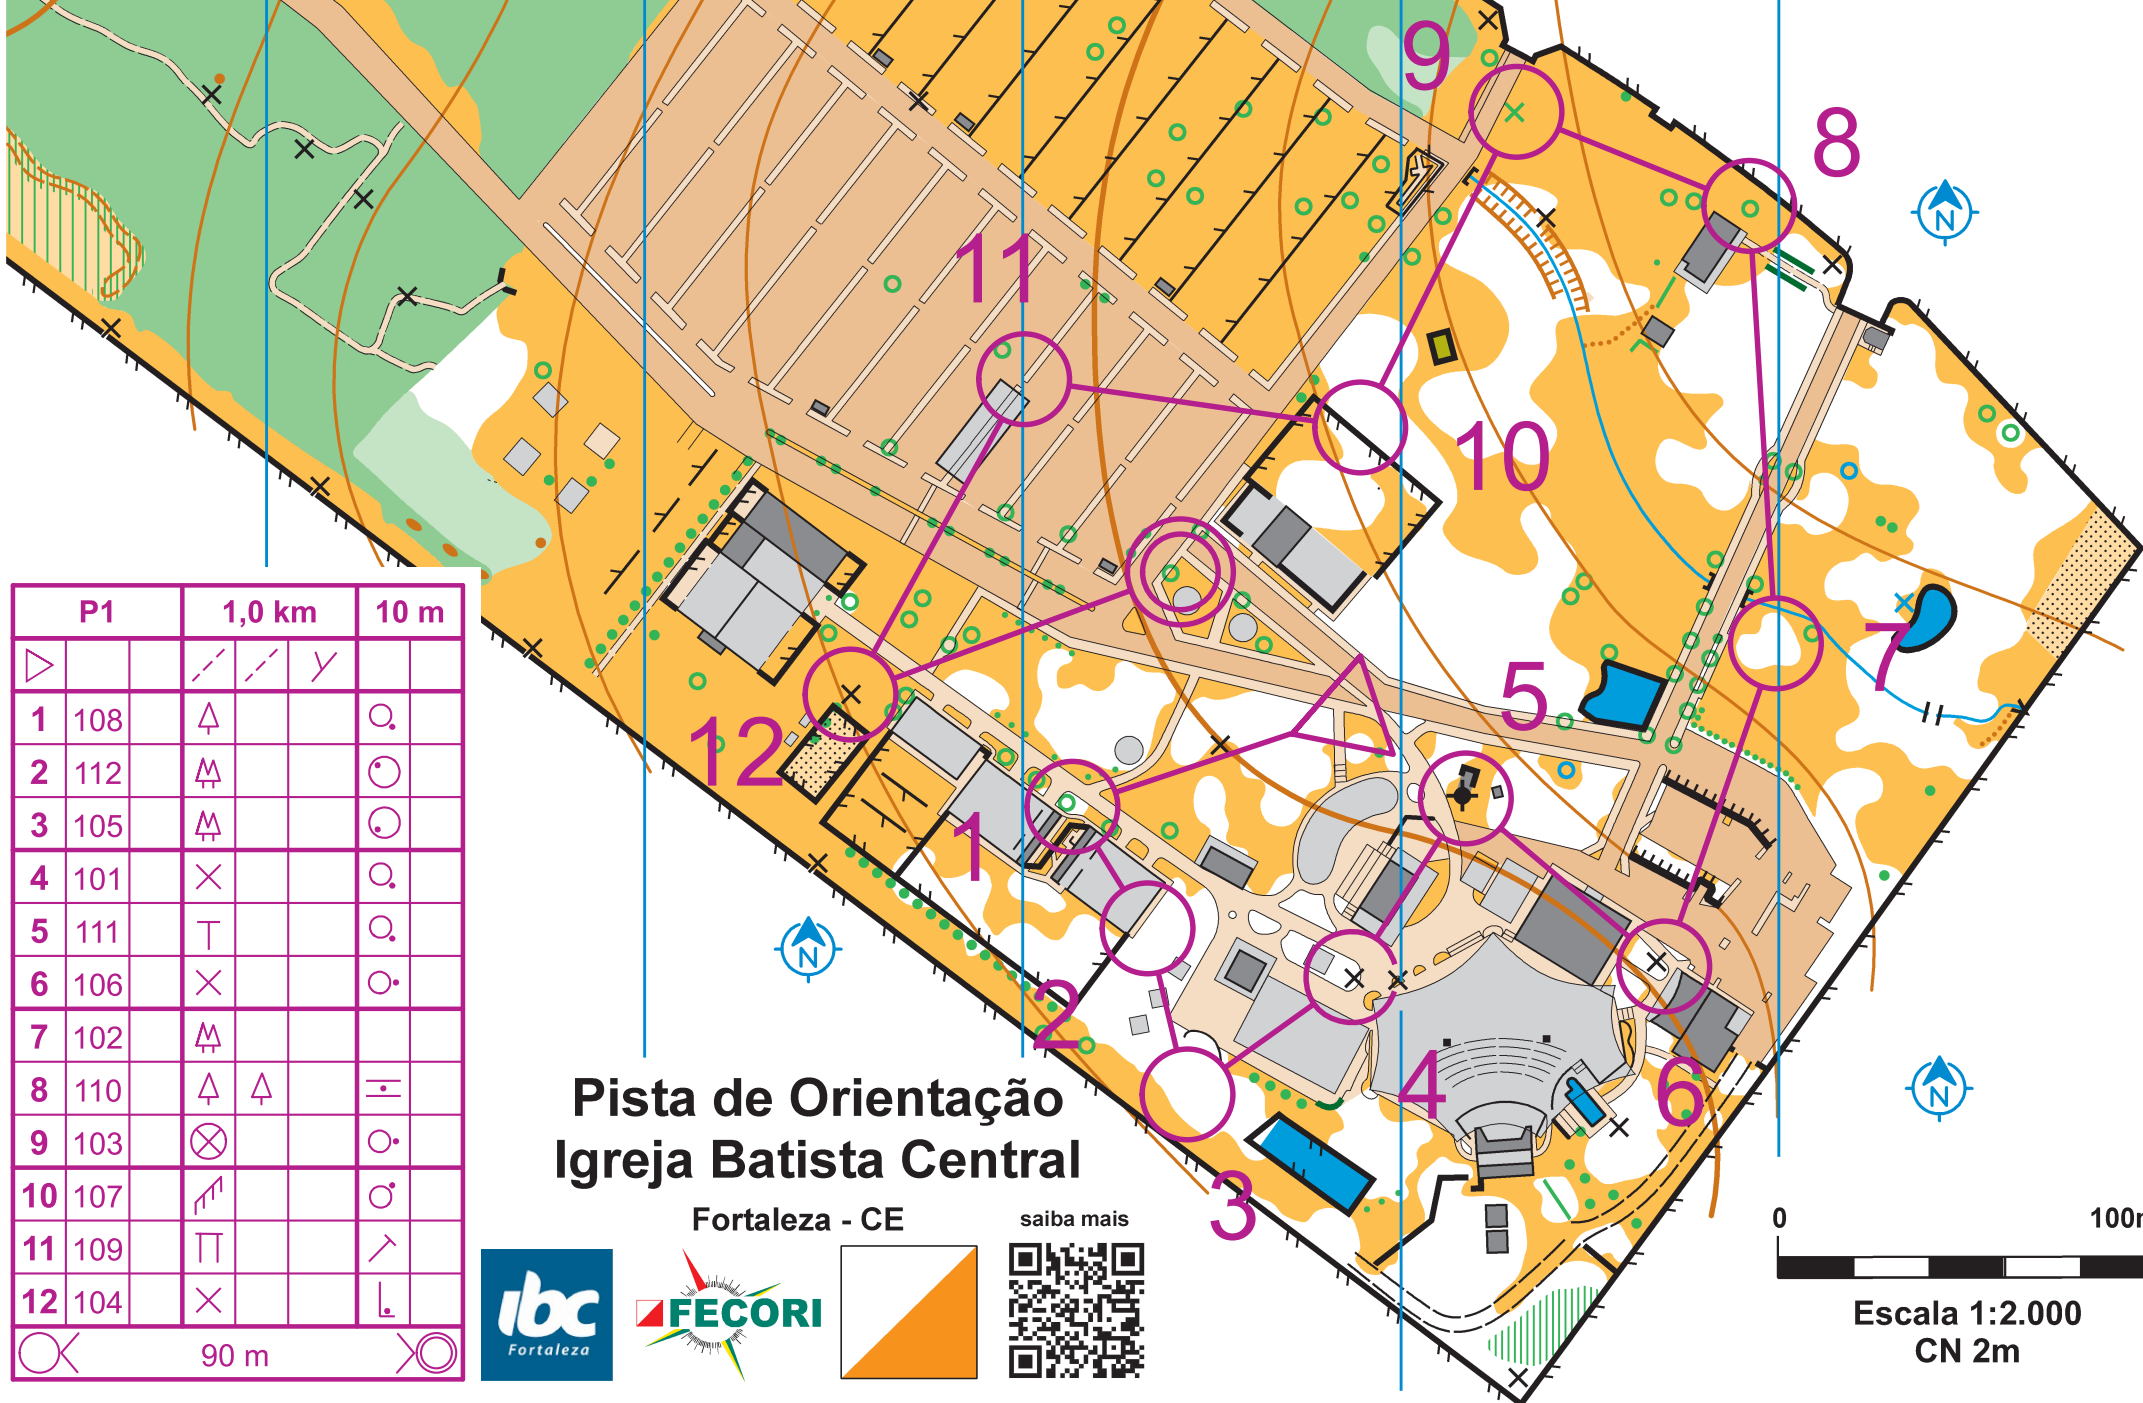 9
8
11
10
7
5
12
1
2
4
6
3
N
N
N
N
P1 1,0 km 10 m
1 108
2 112
3 105
4 101
5 111
6 106
7 102
8 110
9 103
10 107
11 109
12 104
90 m
Pista de Orientação
Igreja Batista Central
Fortaleza - CE
saiba mais
ibc
Fortaleza
FECORI
0 100m
Escala 1:2.000
CN 2m